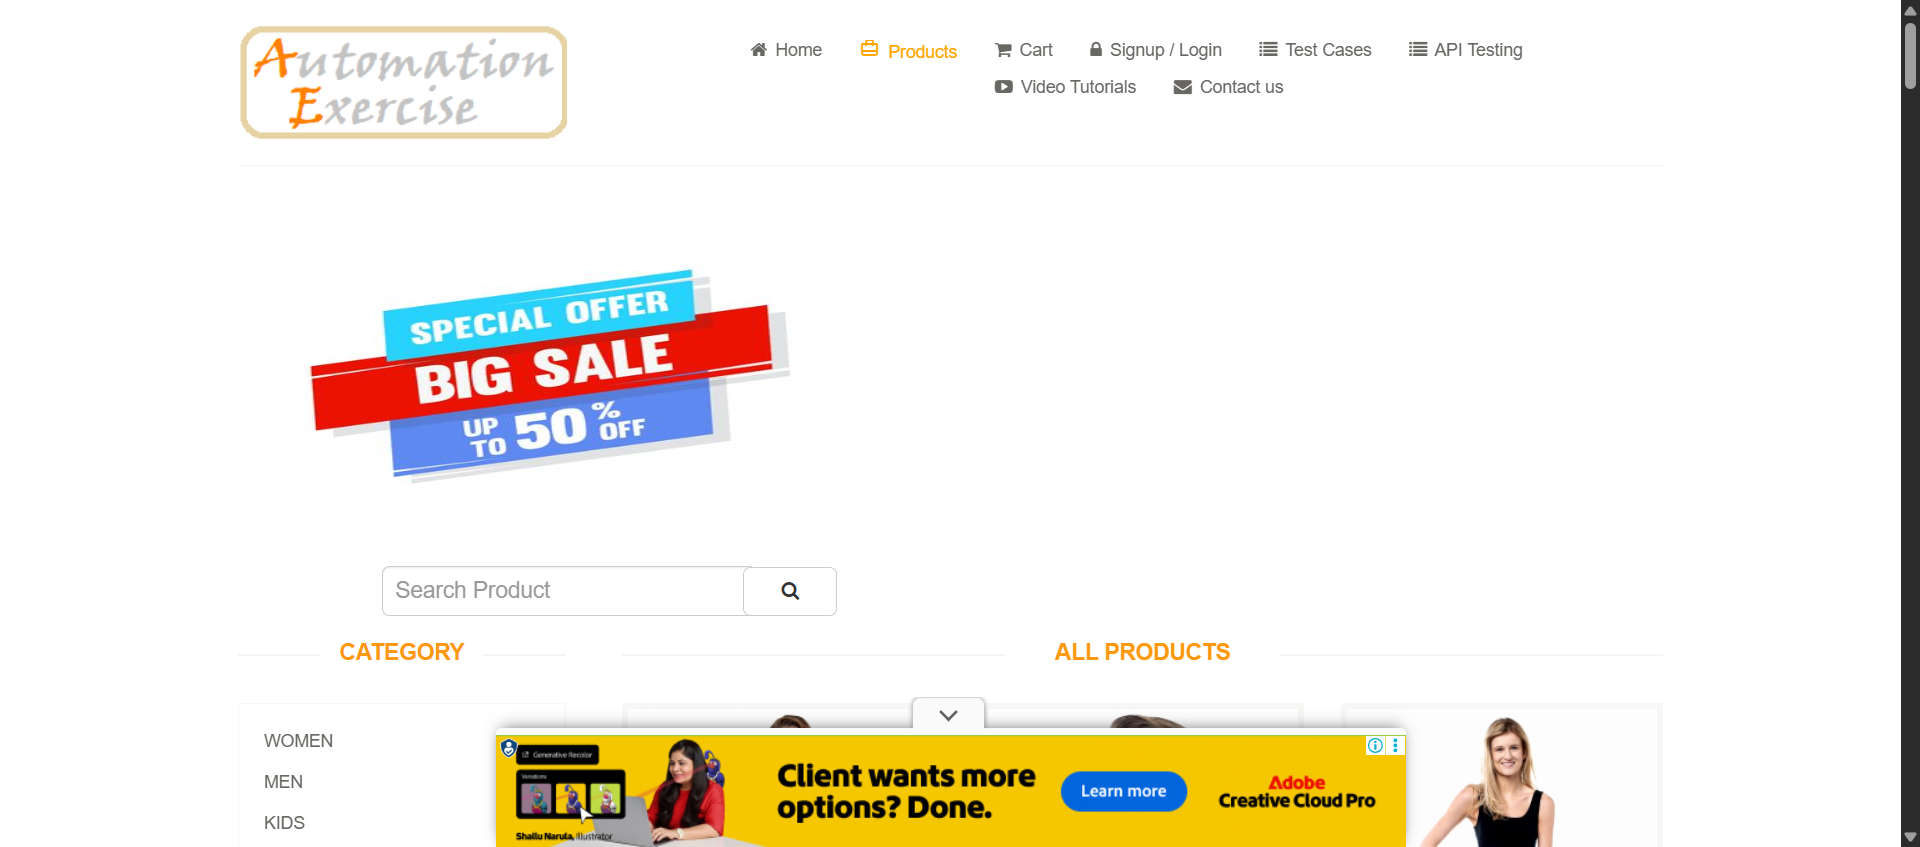 Automation
Exercise
Home
Products
Cart
Signup / Login
Test Cases
API Testing
Video Tutorials
Contact us
SPECIAL OFFER
BIG SALE
UP TO 50% OFF
Search Product
CATEGORY
ALL PRODUCTS
WOMEN
MEN
KIDS
Generative Recolor
Variations
Shallu Narula, Illustrator
Client wants more
options? Done.
Learn more
Adobe
Creative Cloud Pro